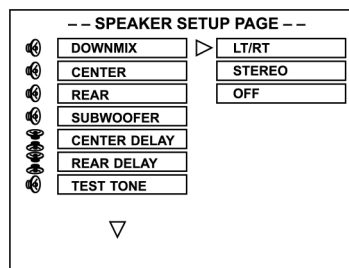 – – SPEAKER SETUP PAGE – –
DOWNMIX
LT/RT
CENTER
STEREO
REAR
OFF
SUBWOOFER
CENTER DELAY
REAR DELAY
TEST TONE